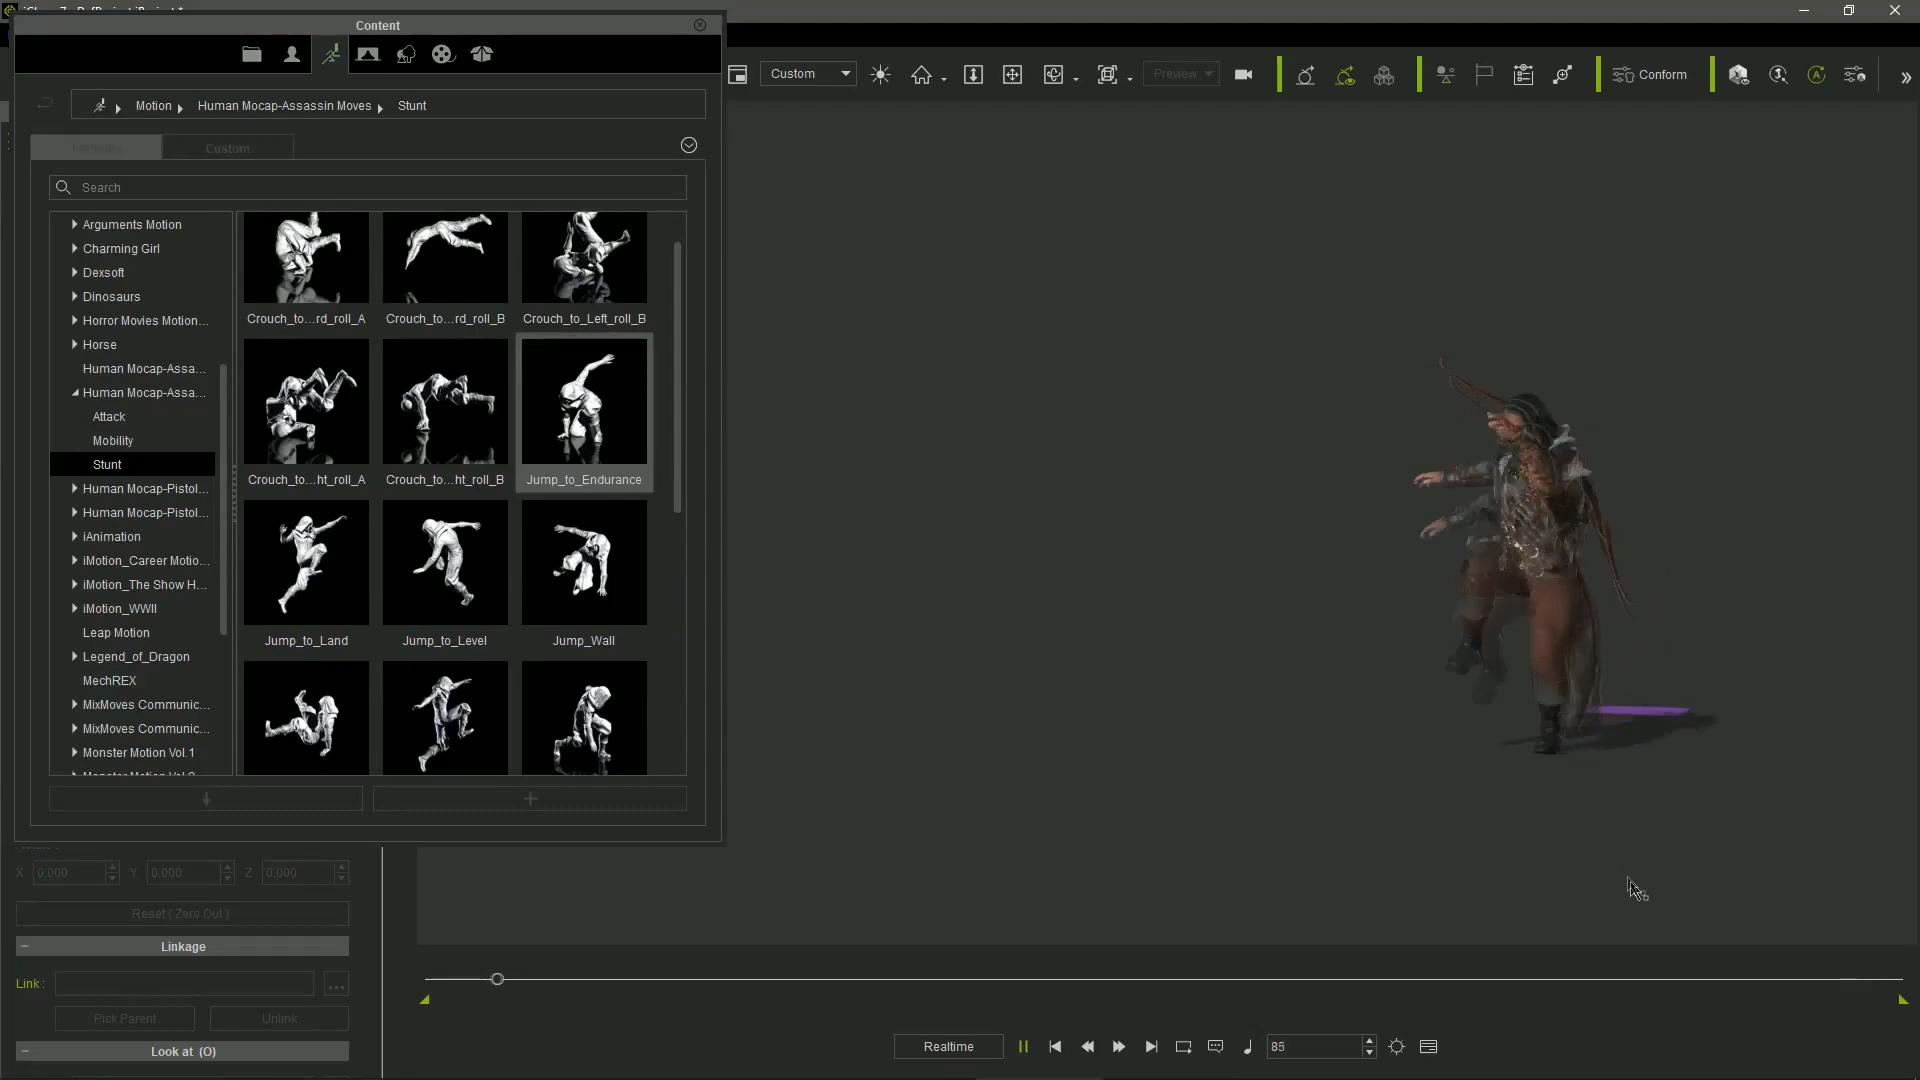 Content
Custom
Preview
Conform
Motion
Human Mocap-Assassin Moves
Stunt
Custom
Search
Arguments Motion
Charming Girl
Dexsoft
Dinosaurs
Horror Movies Motion...
Horse
Human Mocap-Assa...
Human Mocap-Assa...
Attack
Mobility
Stunt
Human Mocap-Pistol...
Human Mocap-Pistol...
iAnimation
iMotion_Career Motio...
iMotion_The Show H...
iMotion_WWII
Leap Motion
Legend_of_Dragon
MechREX
MixMoves Communic...
MixMoves Communic...
Monster Motion Vol.1
Crouch_to...rd_roll_A
Crouch_to...rd_roll_B
Crouch_to_Left_roll_B
Crouch_to...ht_roll_A
Crouch_to...ht_roll_B
Jump_to_Endurance
Jump_to_Land
Jump_to_Level
Jump_Wall
X 0.000 Y 0.000 Z 0.000
Reset ( Zero Out )
Linkage
Link :
...
Pick Parent
Unlink
Look at (O)
Realtime
85